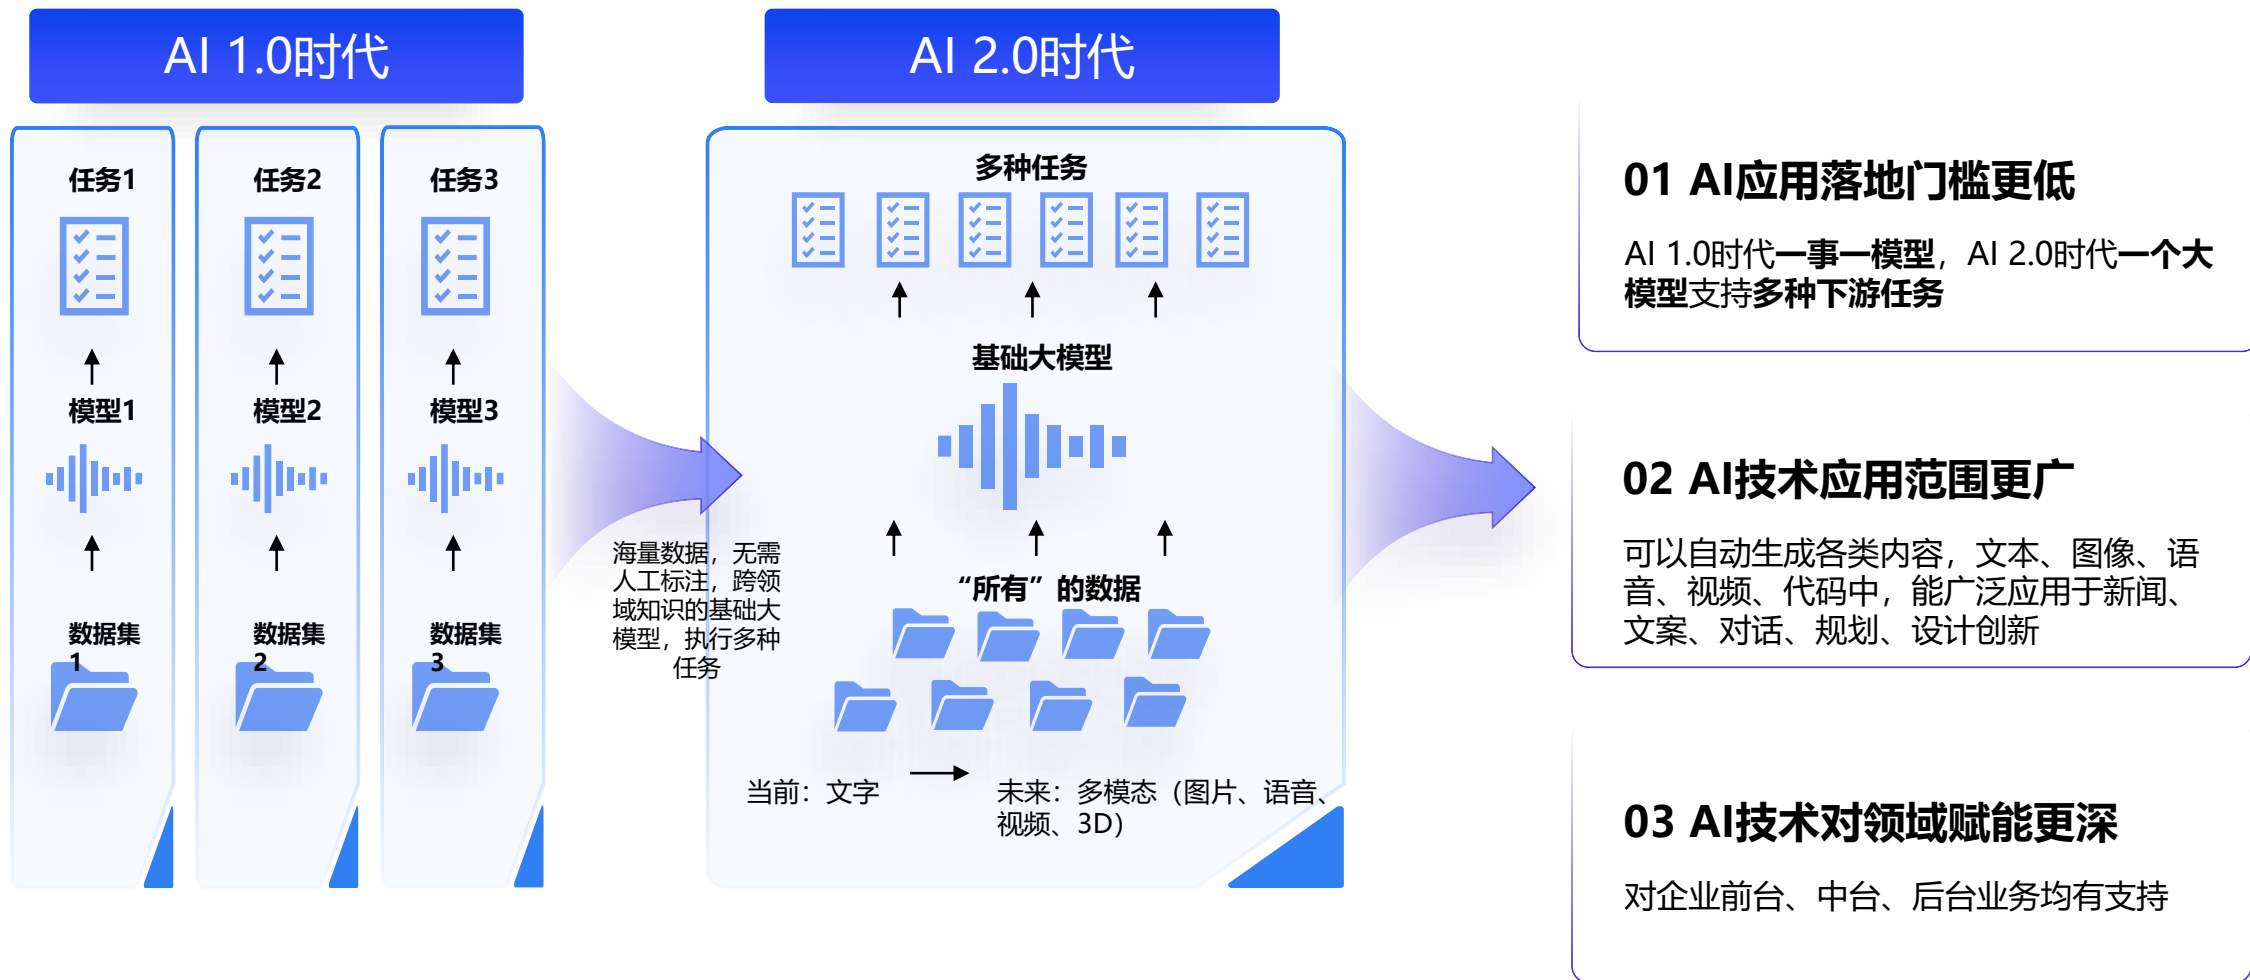 AI 1.0时代
任务1
任务2
任务3
模型1
模型2
模型3
数据集
1
数据集
2
数据集
3
海量数据，无需
人工标注，跨领
域知识的基础大
模型，执行多种
任务
AI 2.0时代
多种任务
基础大模型
“所有”的数据
当前：文字
未来：多模态（图片、语音、
视频、3D）
01 AI应用落地门槛更低
AI 1.0时代一事一模型，AI 2.0时代一个大
模型支持多种下游任务
02 AI技术应用范围更广
可以自动生成各类内容，文本、图像、语
音、视频、代码中，能广泛应用于新闻、
文案、对话、规划、设计创新
03 AI技术对领域赋能更深
对企业前台、中台、后台业务均有支持